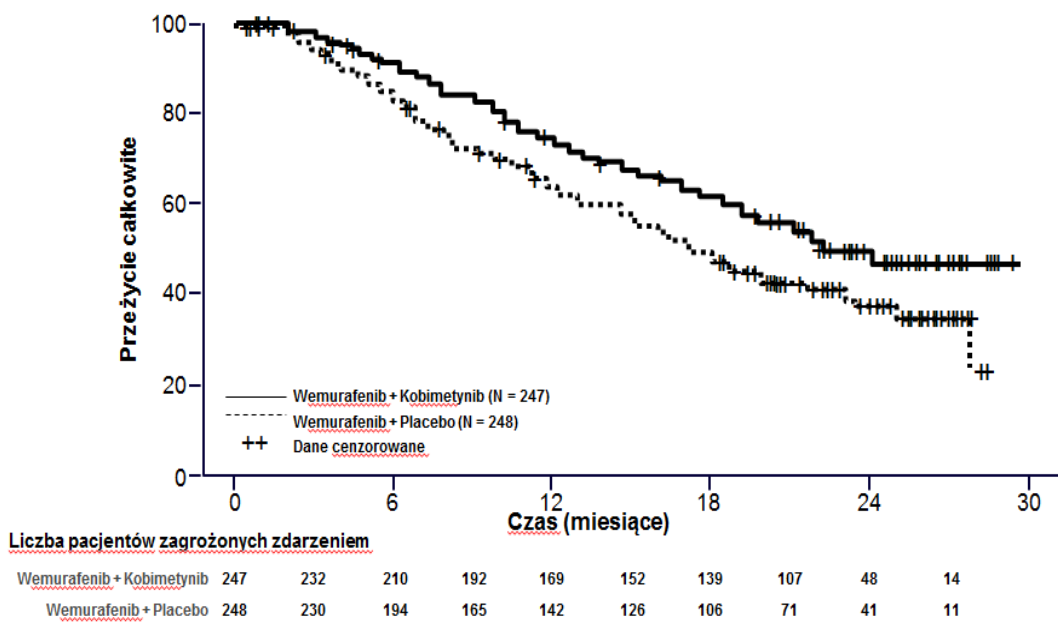 100
80
60
40
20
0
Przeżycie całkowite
Wemurafenib + Kobimetynib (N = 247)
Wemurafenib + Placebo (N = 248)
Dane cenzorowane
0 6 12 18 24 30
Czas (miesiące)
Liczba pacjentów zagrożonych zdarzeniem
Wemurafenib + Kobimetynib 247 232 210 192 169 152 139 107 48 14
Wemurafenib + Placebo 248 230 194 165 142 126 106 71 41 11